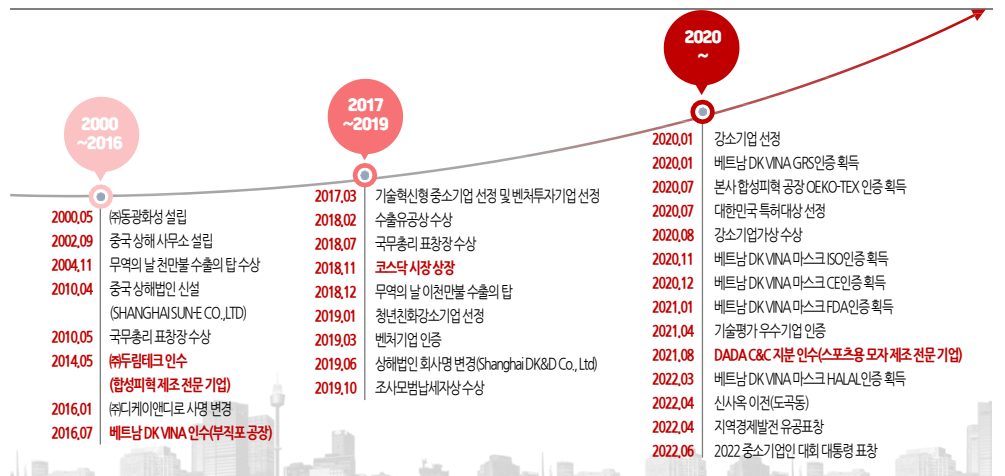 2000
~2016
2000.05 ㈜동광화성 설립
2002.09 중국 상해 사무소 설립
2004.11 무역의 날 천만불 수출의 탑 수상
2010.04 중국 상해법인 신설
(SHANGHAI SUN-E CO.,LTD)
2010.05 국무총리 표창장 수상
2014.05 ㈜두림테크 인수
(합성피혁 제조 전문 기업)
2016.01 ㈜디케이앤디로 사명 변경
2016.07 베트남 DK VINA 인수(부직포 공장)
2017
~2019
2017.03 기술혁신형 중소기업 선정 및 벤처투자기업 선정
2018.02 수출유공상 수상
2018.07 국무총리 표창장 수상
2018.11 코스닥 시장 상장
2018.12 무역의 날 이천만불 수출의 탑
2019.01 청년친화강소기업 선정
2019.03 벤처기업 인증
2019.06 상해법인 회사명 변경(Shanghai DK&D Co., Ltd)
2019.10 조사모범납세자상 수상
2020
~
2020.01 강소기업 선정
2020.01 베트남 DK VINA GRS인증 획득
2020.07 본사 합성피혁 공장 OEKO-TEX 인증 획득
2020.07 대한민국 특허대상 선정
2020.08 강소기업가상 수상
2020.11 베트남 DK VINA 마스크 ISO인증 획득
2020.12 베트남 DK VINA 마스크 CE인증 획득
2021.01 베트남 DK VINA 마스크 FDA인증 획득
2021.04 기술평가 우수기업 인증
2021.08 DADA C&C 지분 인수(스포츠용 모자 제조 전문 기업)
2022.03 베트남 DK VINA 마스크 HALAL인증 획득
2022.04 신사옥 이전(도곡동)
2022.04 지역경제발전 유공표창
2022.06 2022 중소기업인 대회 대통령 표창